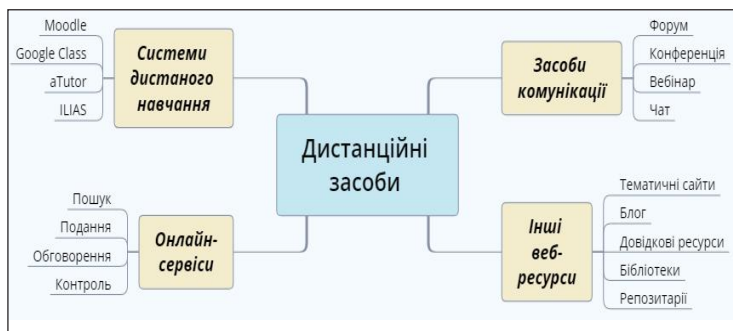 Moodle
Google Class
aTutor
ILIAS
Системи
дистаного
навчання
Форум
Конференція
Вебінар
Чат
Засоби
комунікації
Дистанційні
засоби
Пошук
Подання
Обговорення
Контроль
Онлайн-
сервіси
Тематичні сайти
Блог
Довідкові ресурси
Бібліотеки
Репозитарії
Інші
веб-
ресурси